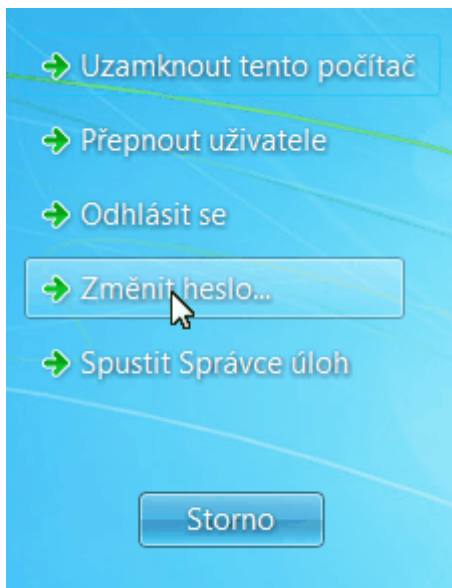 Uzamknout tento počítač
Přepnout uživatele
Odhlásit se
Změnit heslo...
Spustit Správce úloh
Storno